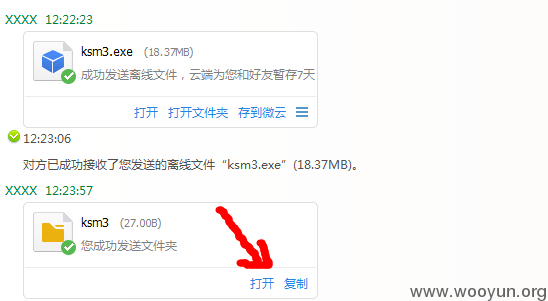 XXXX 12:22:23
ksm3.exe (18.37MB)
成功发送离线文件，云端为您和好友暂存7天
打开 打开文件夹 存到微云
12:23:06
对方已成功接收了您发送的离线文件“ksm3.exe”(18.37MB)。
XXXX 12:23:57
ksm3 (27.00B)
您成功发送文件夹
打开 复制
www.wooyun.org